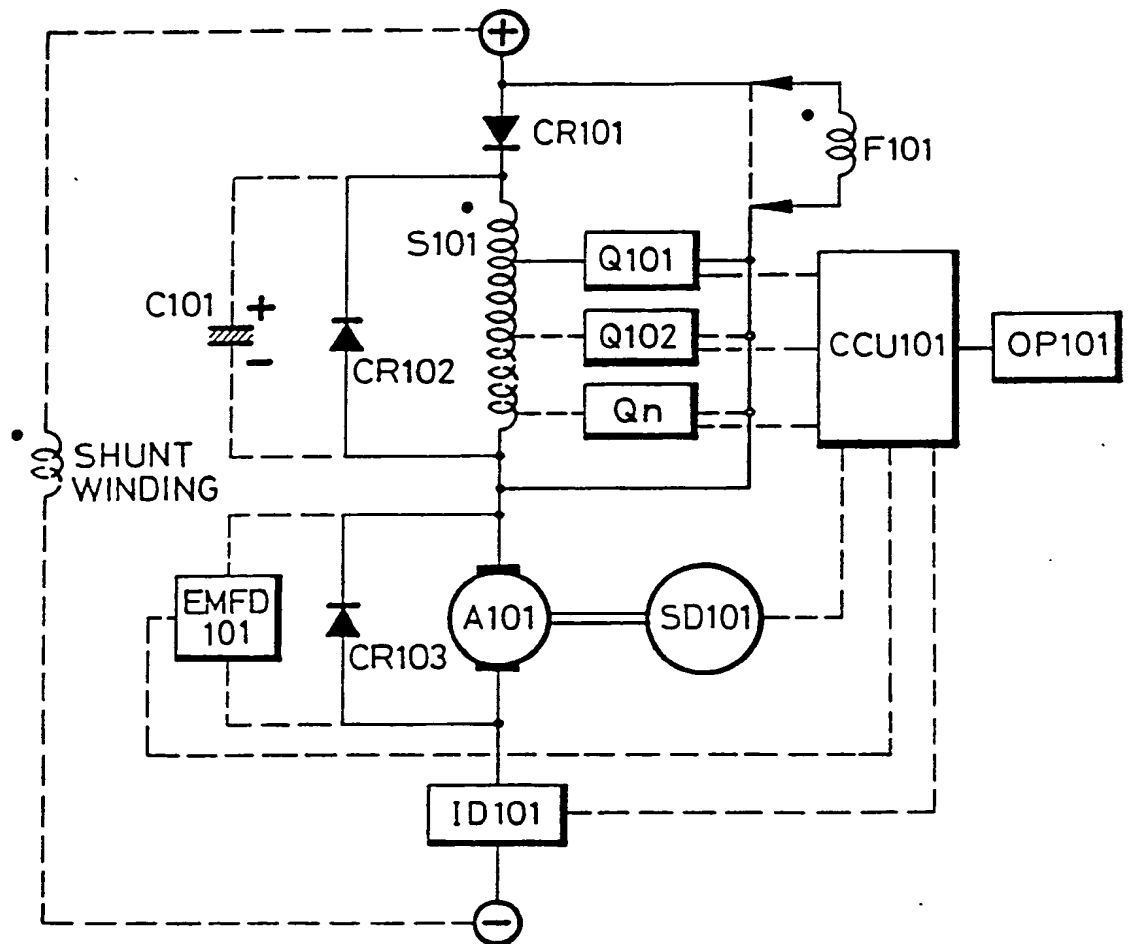 +
CR101
F101
S101
Q101
C101
+
-
CR102
Q102
CCU101
OP101
Qn
SHUNT
WINDING
EMFD
101
CR103
A101
SD101
ID101
-